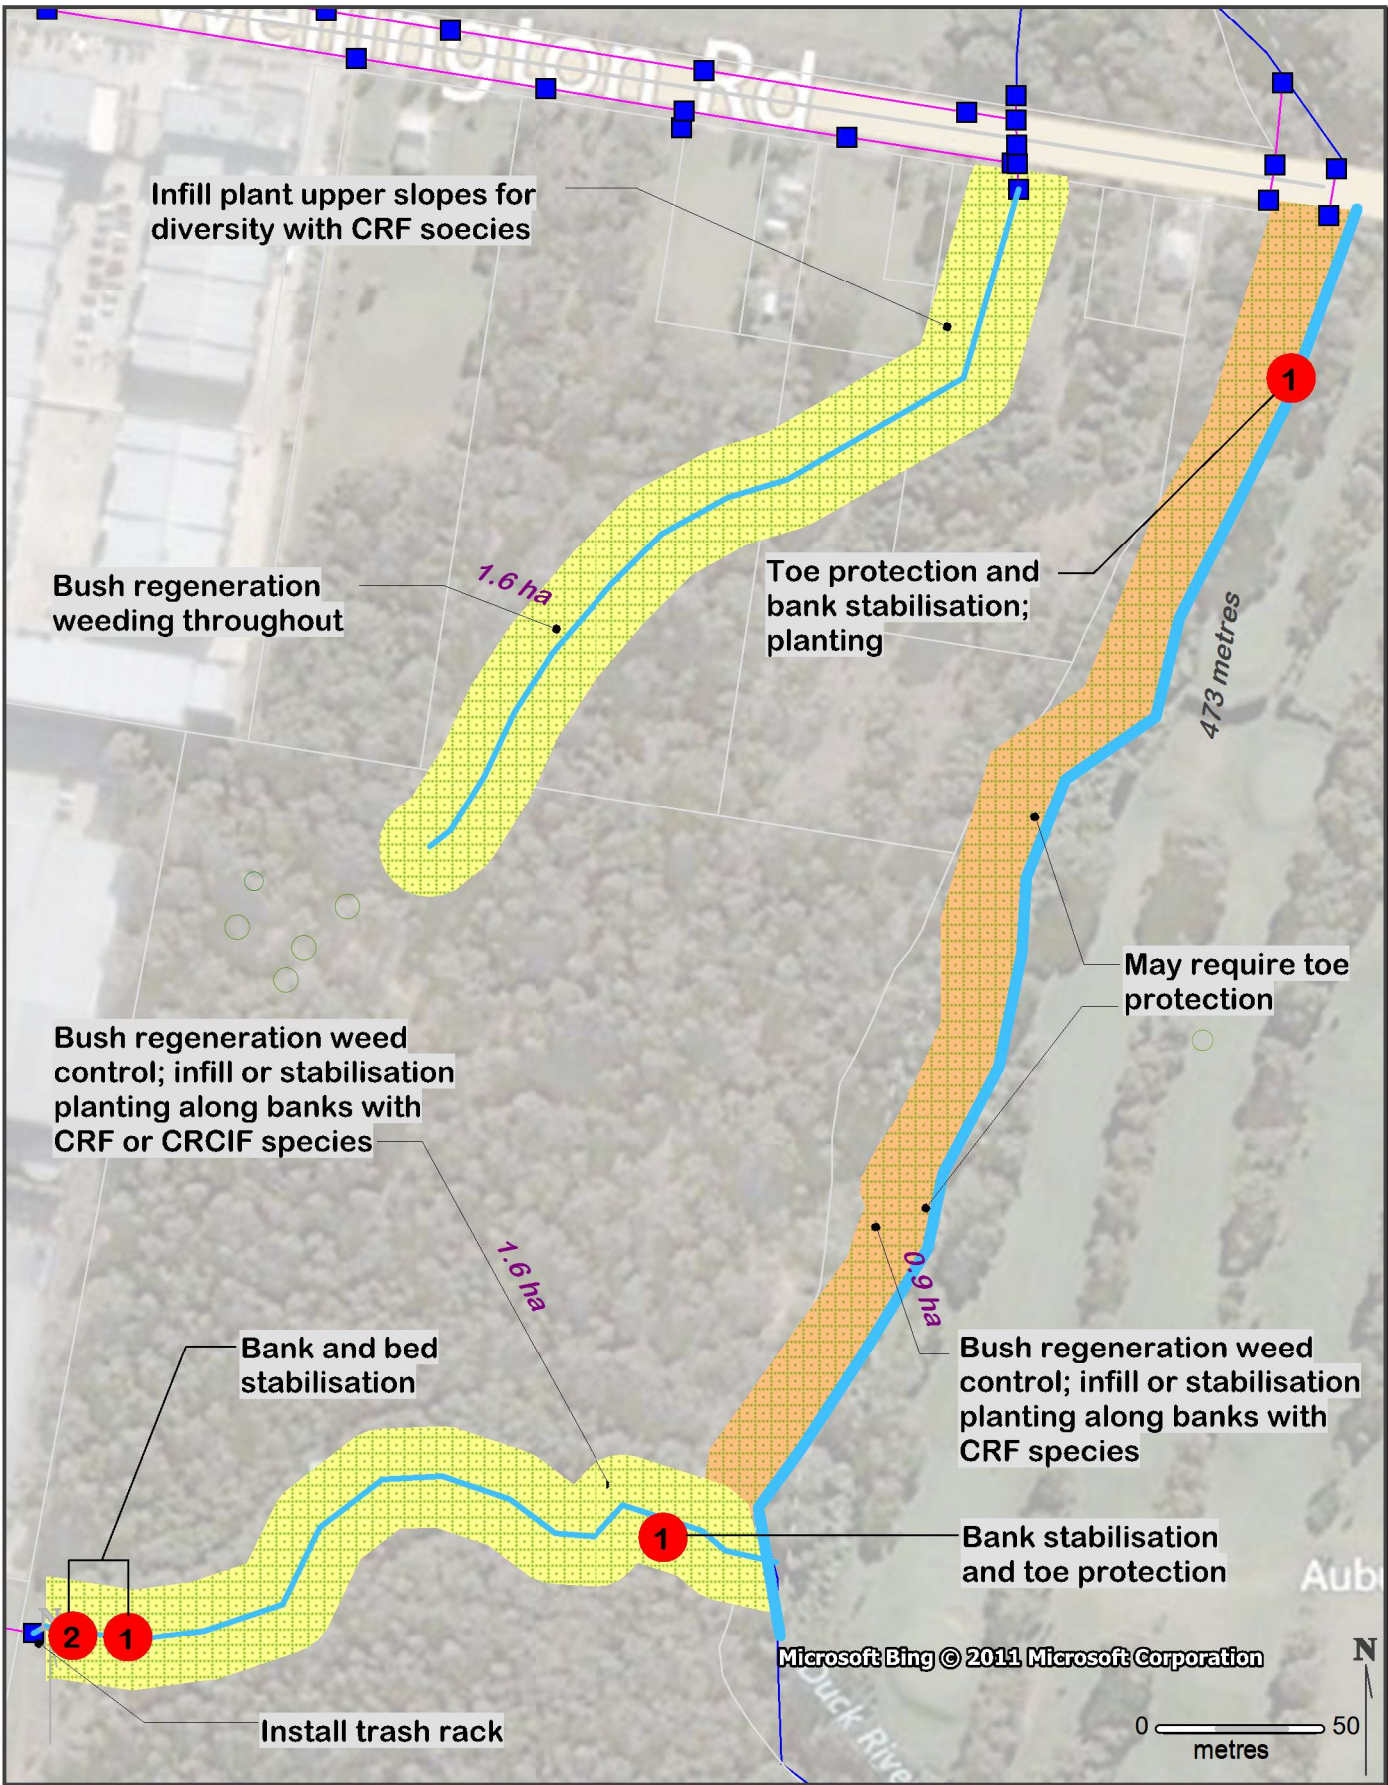 Wellington Rd
Infill plant upper slopes for
diversity with CRF soecies
1
Bush regeneration
weeding throughout
1.6 ha
Toe protection and
bank stabilisation;
planting
473 metres
May require toe
protection
Bush regeneration weed
control; infill or stabilisation
planting along banks with
CRF or CRCIF species
1.6 ha
0.9 ha
Bank and bed
stabilisation
Bush regeneration weed
control; infill or stabilisation
planting along banks with
CRF species
1
Bank stabilisation
and toe protection
Aub
N
2
1
Microsoft Bing © 2011 Microsoft Corporation
N
Duck River
Install trash rack
0 50
metres